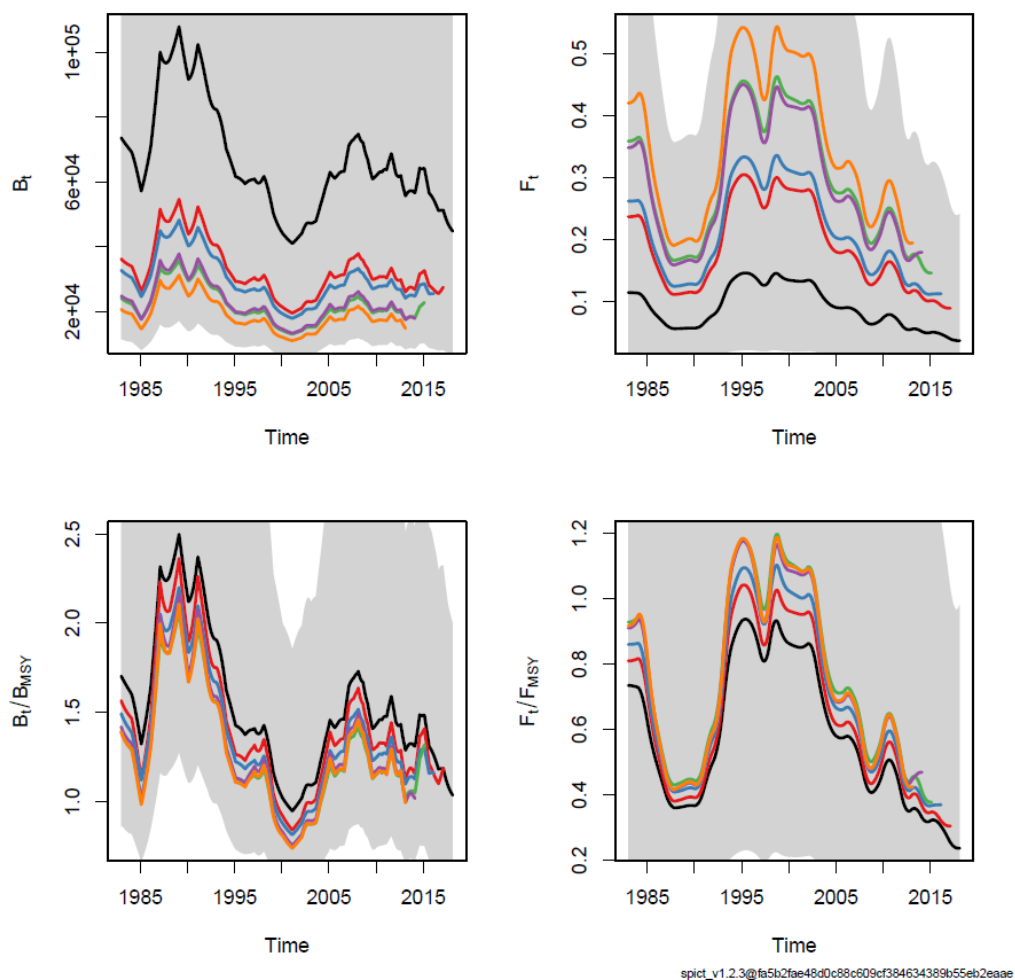 B_t
1e+05
6e+04
2e+04
1985 1995 2005 2015
Time
F_t
0.5
0.4
0.3
0.2
0.1
1985 1995 2005 2015
Time
B_t/B_MSY
2.5
2.0
1.5
1.0
1985 1995 2005 2015
Time
F_t/F_MSY
1.2
1.0
0.8
0.6
0.4
0.2
1985 1995 2005 2015
Time
spict_v1.2.3@fa5b2fae48d0c88c609cf384634389b55eb2eaae